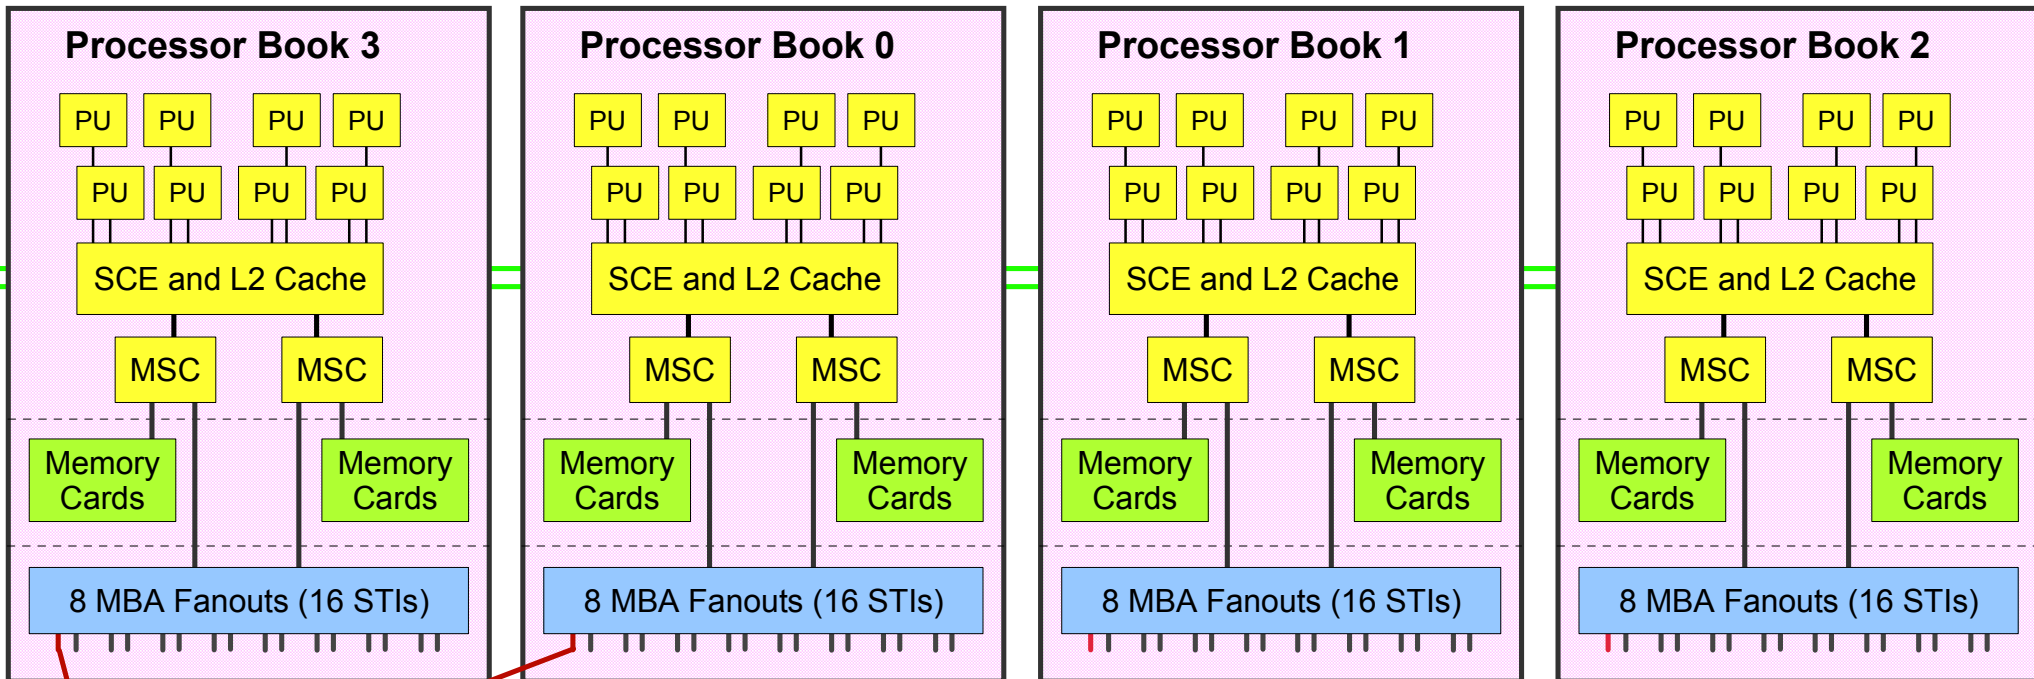 Processor Book 3
PU PU PU PU
PU PU PU PU
SCE and L2 Cache
MSC MSC
Memory Cards
Memory Cards
8 MBA Fanouts (16 STIs)
Processor Book 0
PU PU PU PU
PU PU PU PU
SCE and L2 Cache
MSC MSC
Memory Cards
Memory Cards
8 MBA Fanouts (16 STIs)
Processor Book 1
PU PU PU PU
PU PU PU PU
SCE and L2 Cache
MSC MSC
Memory Cards
Memory Cards
8 MBA Fanouts (16 STIs)
Processor Book 2
PU PU PU PU
PU PU PU PU
SCE and L2 Cache
MSC MSC
Memory Cards
Memory Cards
8 MBA Fanouts (16 STIs)